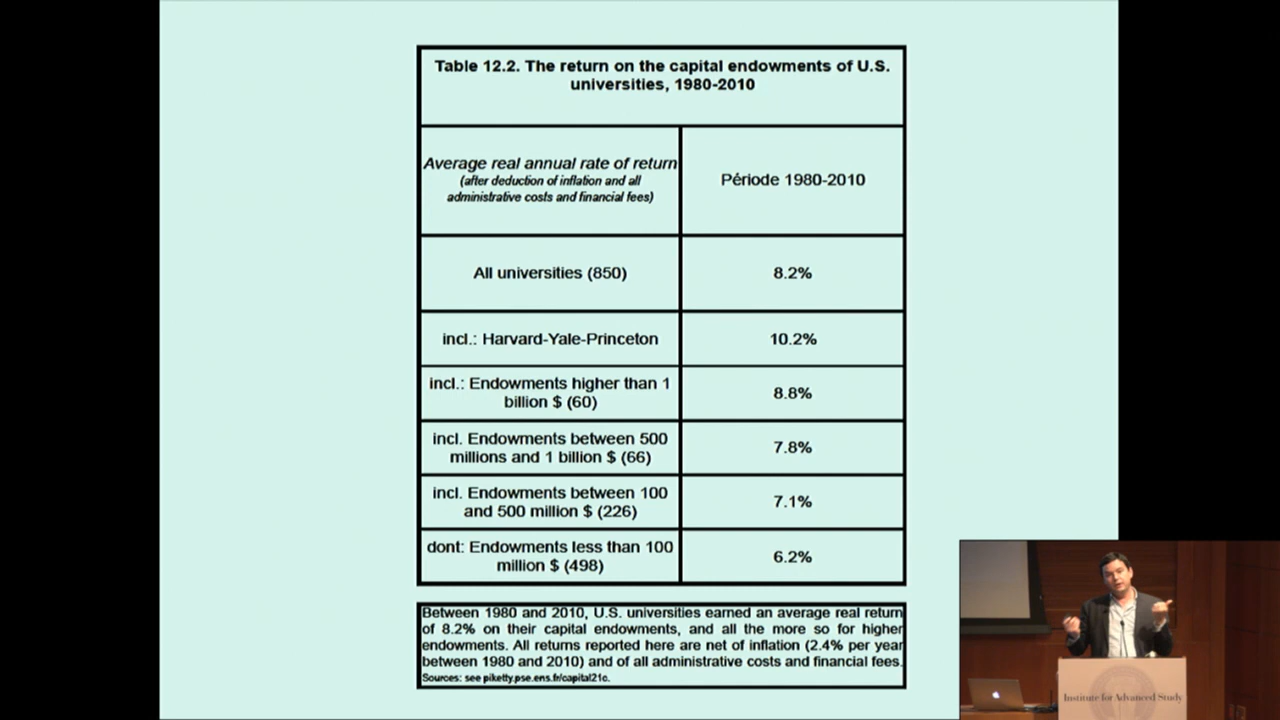 Table 12.2. The return on the capital endowments of U.S.
universities, 1980-2010
Average real annual rate of return
(after deduction of inflation and all
administrative costs and financial fees)
Période 1980-2010
All universities (850)
8.2%
incl.: Harvard-Yale-Princeton
10.2%
incl.: Endowments higher than 1
billion $ (60)
8.8%
incl. Endowments between 500
millions and 1 billion $ (66)
7.8%
incl. Endowments between 100
and 500 million $ (226)
7.1%
dont: Endowments less than 100
million $ (498)
6.2%
Between 1980 and 2010, U.S. universities earned an average real return
of 8.2% on their capital endowments, and all the more so for higher
endowments. All returns reported here are net of inflation (2.4% per year
between 1980 and 2010) and of all administrative costs and financial fees.
Sources: see piketty.pse.ens.fr/capital21c.
Institute for Advanced Study